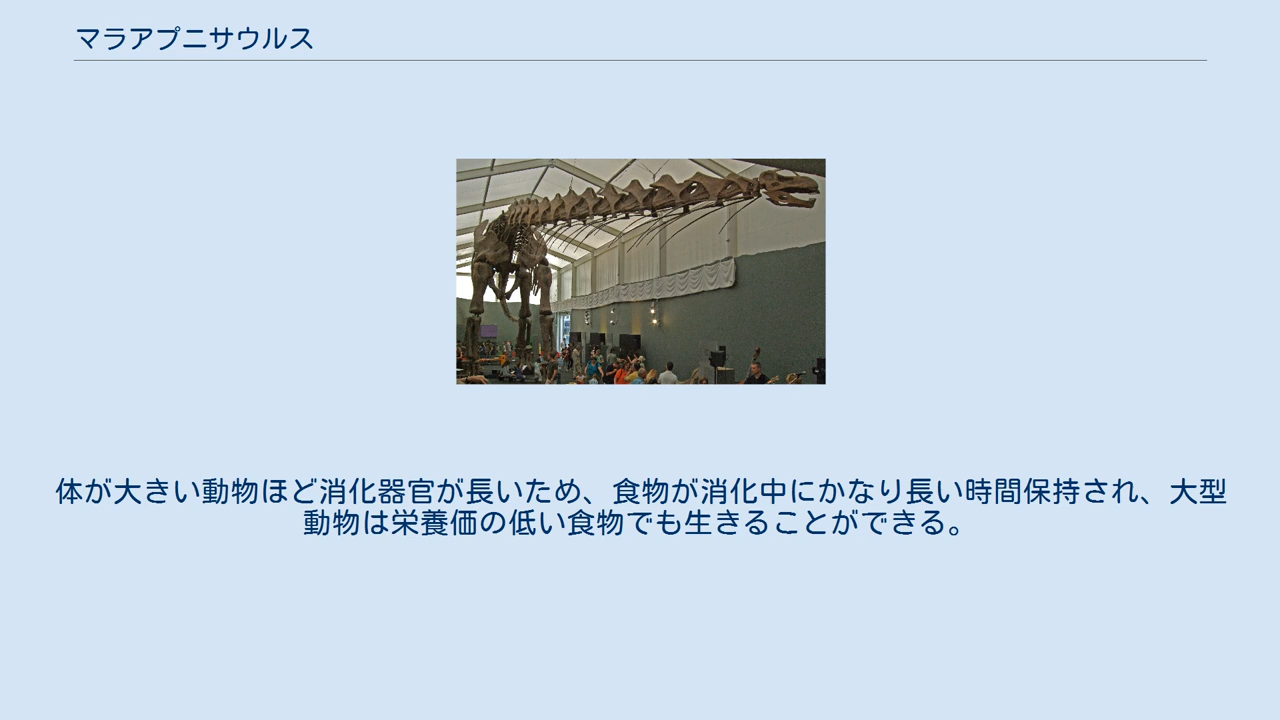 マラアプニサウルス
体が大きい動物ほど消化器官が長いため、食物が消化中にかなり長い時間保持され、大型
動物は栄養価の低い食物でも生きることができる。